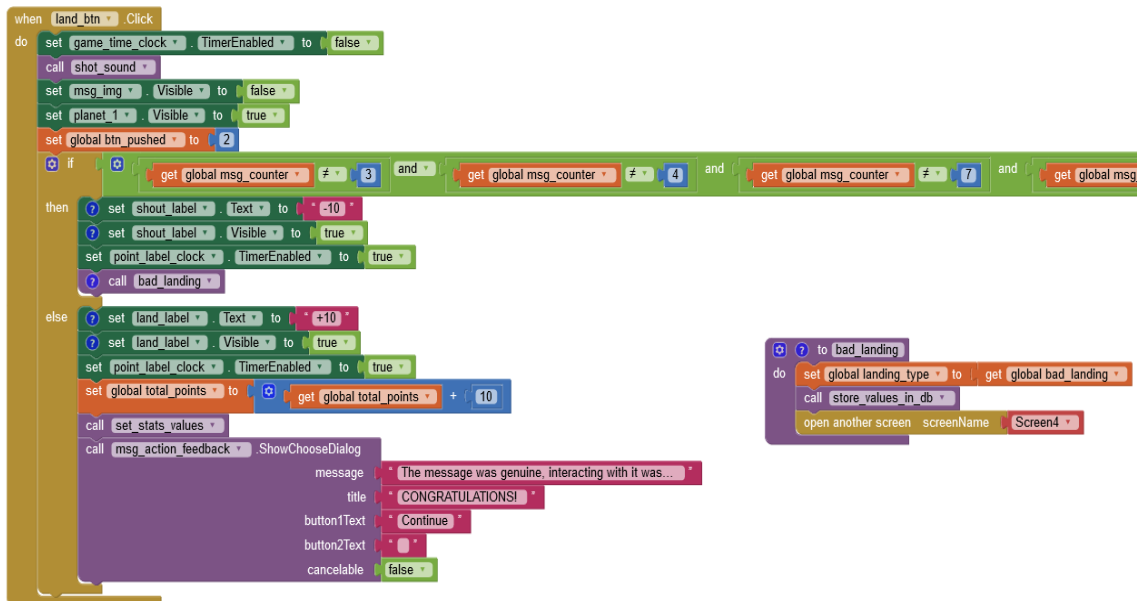 when land_btn .Click
do set game_time_clock . TimerEnabled to false
call shot_sound
set msg_img . Visible to false
set planet_1 . Visible to true
set global btn_pushed to 2
if get global msg_counter ≠ 3 and get global msg_counter ≠ 4 and get global msg_counter ≠ 7 and get global msg_
then ? set shout_label . Text to " -10 "
? set shout_label . Visible to true
set point_label_clock . TimerEnabled to true
? call bad_landing
else ? set land_label . Text to " +10 "
? set land_label . Visible to true
set point_label_clock . TimerEnabled to true
set global total_points to get global total_points + 10
call set_stats_values
call msg_action_feedback .ShowChooseDialog
message " The message was genuine, interacting with it was... "
title " CONGRATULATIONS! "
button1Text " Continue "
button2Text " "
cancelable false
? to bad_landing
do set global landing_type to get global bad_landing
call store_values_in_db
open another screen screenName Screen4